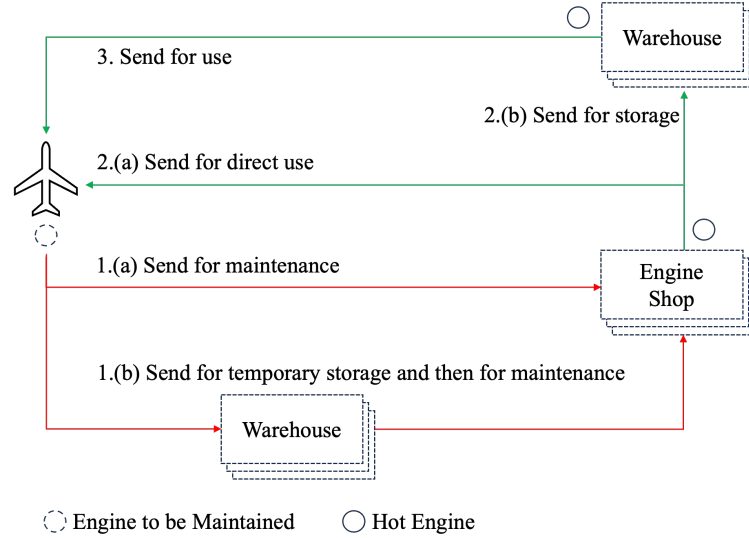 Warehouse
3. Send for use
2.(b) Send for storage
2.(a) Send for direct use
1.(a) Send for maintenance
Engine
Shop
1.(b) Send for temporary storage and then for maintenance
Warehouse
Engine to be Maintained
Hot Engine